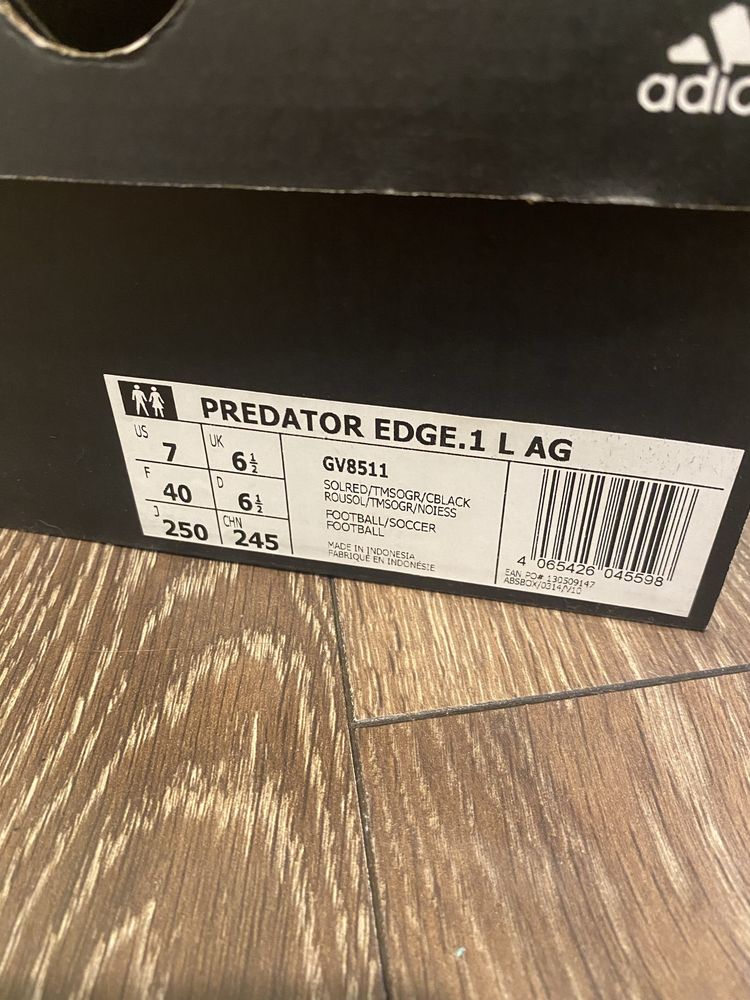 adid
PREDATOR EDGE.1 L AG
US 7 UK 6½
F 40 D 6½
J 250 CHN 245
GV8511
SOLRED/TMSOGR/CBLACK
ROUSOL/TMSOGR/NOIESS
FOOTBALL/SOCCER
FOOTBALL
MADE IN INDONESIA
FABRIQUÉ EN INDONÉSIE
4 065426 045598
EAN PO# 130509147
ABSBOX/0314/V10